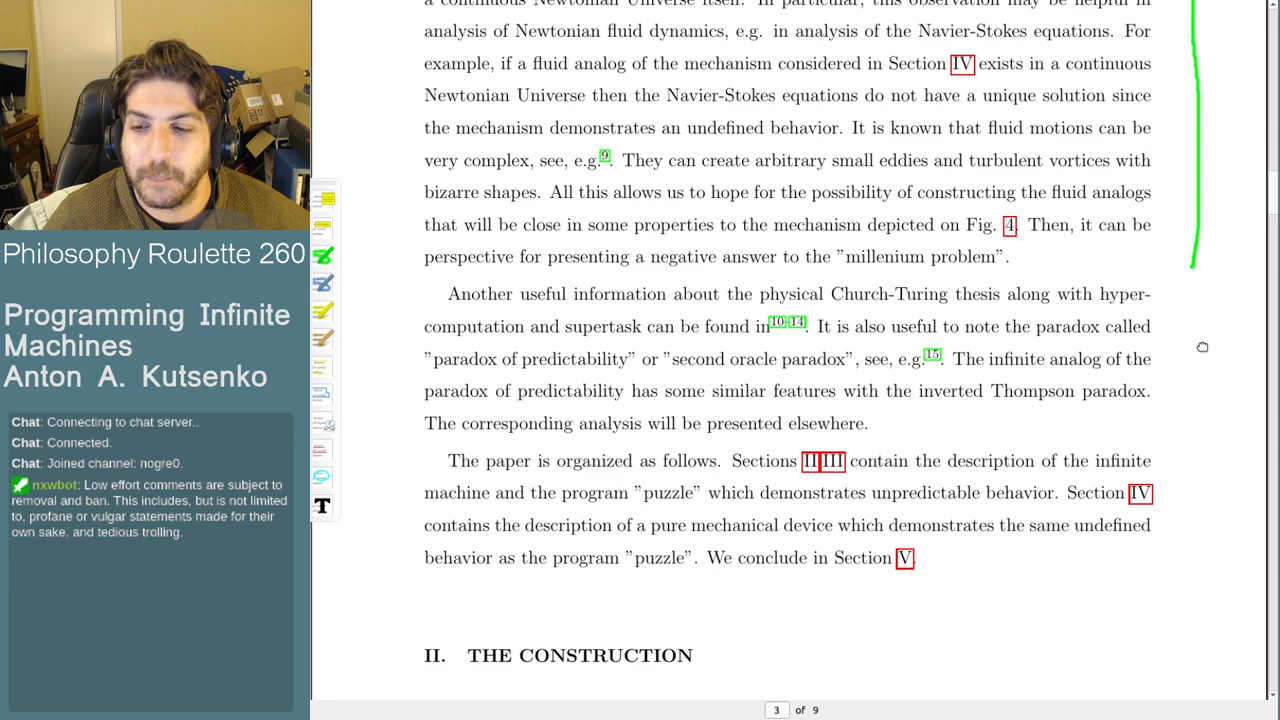 Philosophy Roulette 260
Programming Infinite
Machines
Anton A. Kutsenko
Chat: Connecting to chat server..
Chat: Connected.
Chat: Joined channel: nogre0.
nxwbot: Low effort comments are subject to
removal and ban. This includes, but is not limited
to, profane or vulgar statements made for their
own sake, and tedious trolling.
a continuous Newtonian Universe itself. In particular, this observation may be helpful in
analysis of Newtonian fluid dynamics, e.g. in analysis of the Navier-Stokes equations. For
example, if a fluid analog of the mechanism considered in Section IV exists in a continuous
Newtonian Universe then the Navier-Stokes equations do not have a unique solution since
the mechanism demonstrates an undefined behavior. It is known that fluid motions can be
very complex, see, e.g.9. They can create arbitrary small eddies and turbulent vortices with
bizarre shapes. All this allows us to hope for the possibility of constructing of fluid analogs
that will be close in some properties to the mechanism depicted on Fig. 4. Then, it can be
perspective for presenting a negative answer to the "millenium problem".
Another useful information about the physical Church-Turing thesis along with hyper-
computation and supertask can be found in10–14. It is also useful to note the paradox called
"paradox of predictability" or "second oracle paradox", see, e.g.15. The infinite analog of the
paradox of predictability has some similar features with the inverted Thompson paradox.
The corresponding analysis will be presented elsewhere.
The paper is organized as follows. Sections II,III contains the description of the infinite
machine and the program "puzzle" which demonstrates unpredictable behavior. Section IV
contains the description of a pure mechanical device which demonstrates the same undefined
behavior as the program "puzzle". We conclude in Section V.
II. THE CONSTRUCTION
T
3 of 9